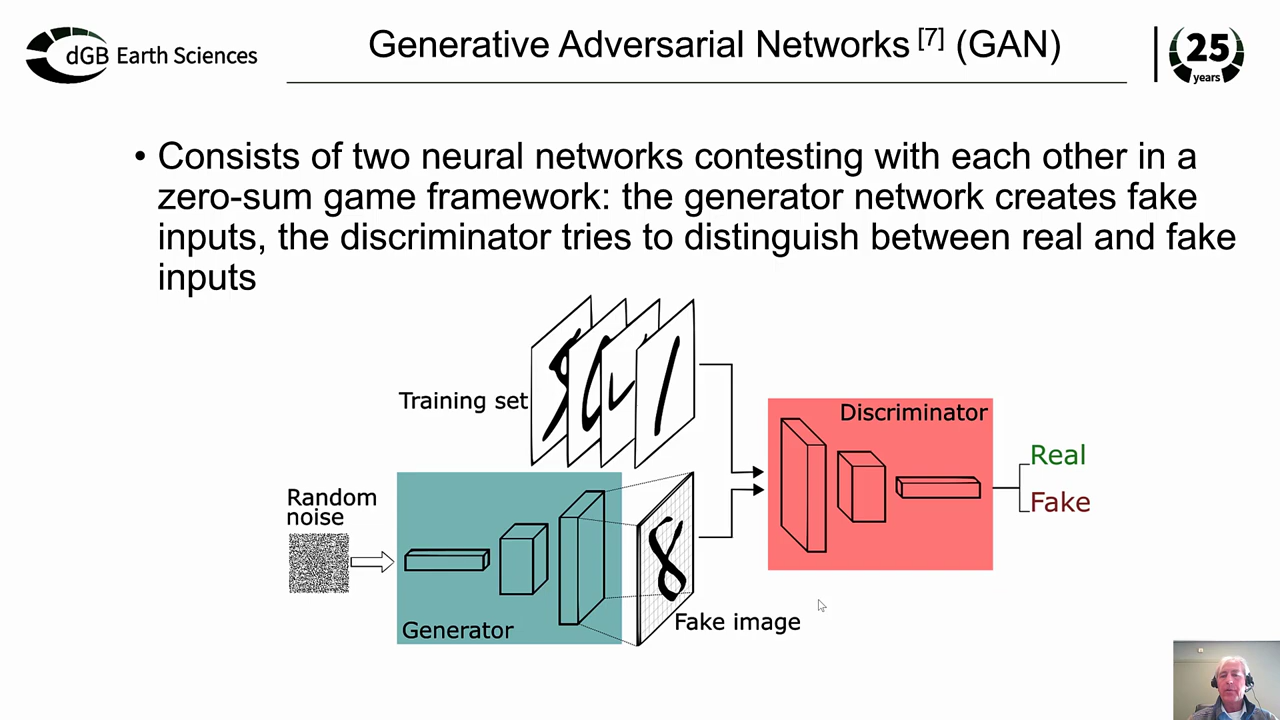 dGB Earth Sciences
Generative Adversarial Networks [7] (GAN)
25
years
• Consists of two neural networks contesting with each other in a
zero-sum game framework: the generator network creates fake
inputs, the discriminator tries to distinguish between real and fake
inputs
Training set
Discriminator
Real
Fake
Random
noise
8
Generator
Fake image